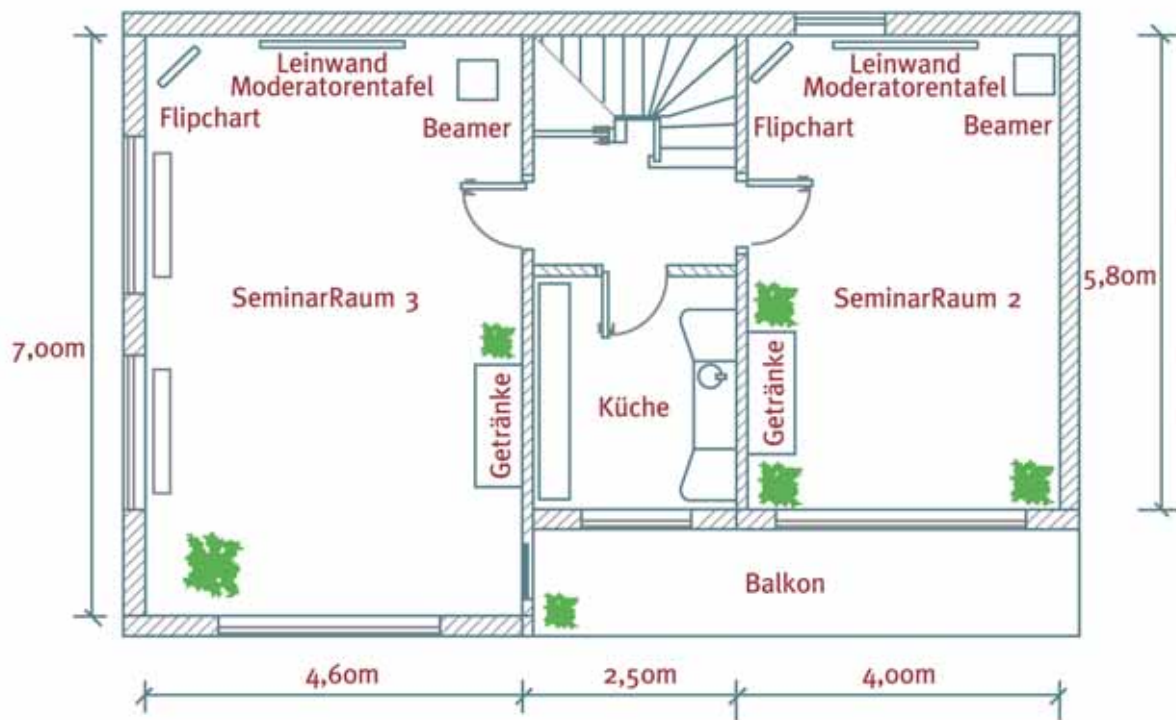 Leinwand
Moderatorentafel
Flipchart
Beamer
Leinwand
Moderatorentafel
Flipchart
Beamer
7,00m
SeminarRaum 3
Getränke
Küche
Getränke
SeminarRaum 2
5,80m
Balkon
4,60m
2,50m
4,00m